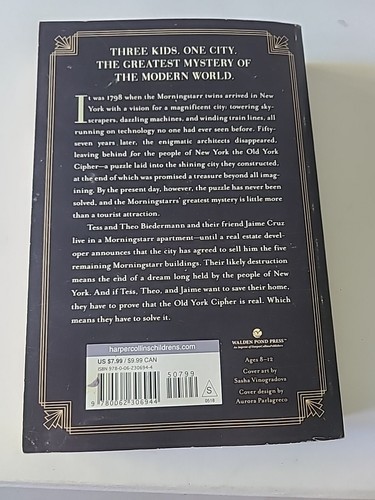 THREE KIDS. ONE CITY.
THE GREATEST MYSTERY OF
THE MODERN WORLD.
It was 1798 when the Morningstarr twins arrived in New
York with a vision for a magnificent city: towering sky-
scrapers, dazzling machines, and winding train lines, all
running on technology no one had ever seen before. Fifty-
seven years later, the enigmatic architects disappeared,
leaving behind for the people of New York the Old York
Cipher—a puzzle laid into the shining city they constructed,
at the end of which was promised a treasure beyond all imag-
ining. By the present day, however, the puzzle has never been
solved, and the Morningstarrs' greatest mystery is little more
than a tourist attraction.
Tess and Theo Biedermann and their friend Jaime Cruz
live in a Morningstarr apartment—until a real estate devel-
oper announces that the city has agreed to sell him the five
remaining Morningstarr buildings. Their likely destruction
means the end of a dream long held by the people of New
York. And if Tess, Theo, and Jaime want to save their home,
they have to prove that the Old York Cipher is real. Which
means they have to solve it.
WALDEN POND PRESS™
An Imprint of HarperCollinsPublishers
harpercollinschildrens.com
US $7.99 / $9.99 CAN
ISBN 978-0-06-230694-4
50799
9 780062 306944
S
0518
Ages 8–12
Cover art by
Sasha Vinogradova
Cover design by
Aurora Parlagreco